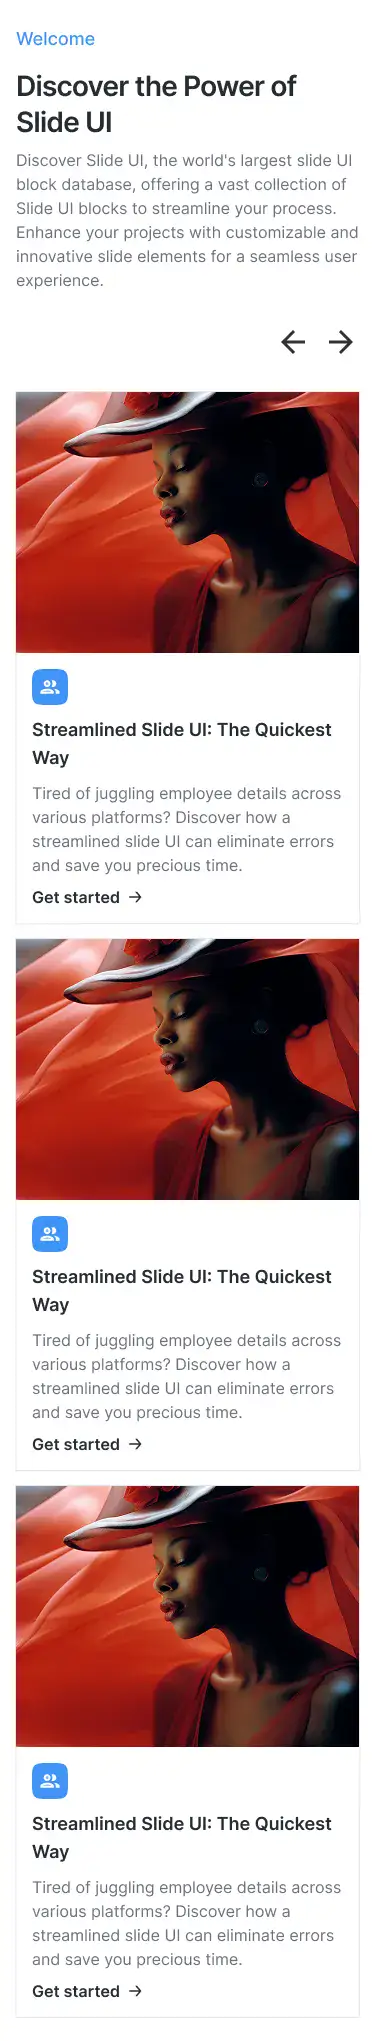 Welcome
Discover the Power of
Slide UI
Discover Slide UI, the world's largest slide UI
block database, offering a vast collection of
Slide UI blocks to streamline your process.
Enhance your projects with customizable and
innovative slide elements for a seamless user
experience.
Streamlined Slide UI: The Quickest
Way
Tired of juggling employee details across
various platforms? Discover how a
streamlined slide UI can eliminate errors
and save you precious time.
Get started
Streamlined Slide UI: The Quickest
Way
Tired of juggling employee details across
various platforms? Discover how a
streamlined slide UI can eliminate errors
and save you precious time.
Get started
Streamlined Slide UI: The Quickest
Way
Tired of juggling employee details across
various platforms? Discover how a
streamlined slide UI can eliminate errors
and save you precious time.
Get started